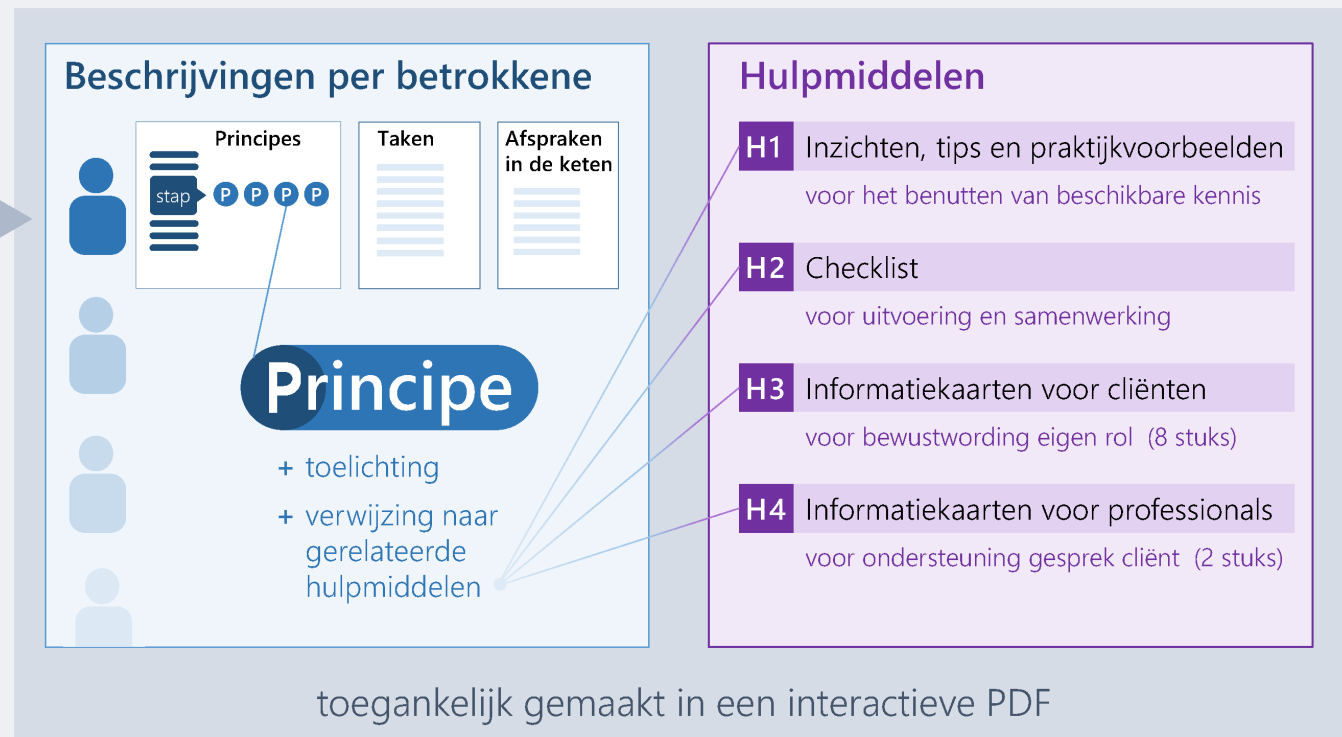 Beschrijvingen per betrokkene
Principes
stap
P P P P
Taken
Afspraken
in de keten
Principe
+ toelichting
+ verwijzing naar
gerelateerde
hulpmiddelen
Hulpmiddelen
H1 Inzichten, tips en praktijkvoorbeelden
voor het benutten van beschikbare kennis
H2 Checklist
voor uitvoering en samenwerking
H3 Informatiekaarten voor cliënten
voor bewustwording eigen rol (8 stuks)
H4 Informatiekaarten voor professionals
voor ondersteuning gesprek cliënt (2 stuks)
toegankelijk gemaakt in een interactieve PDF